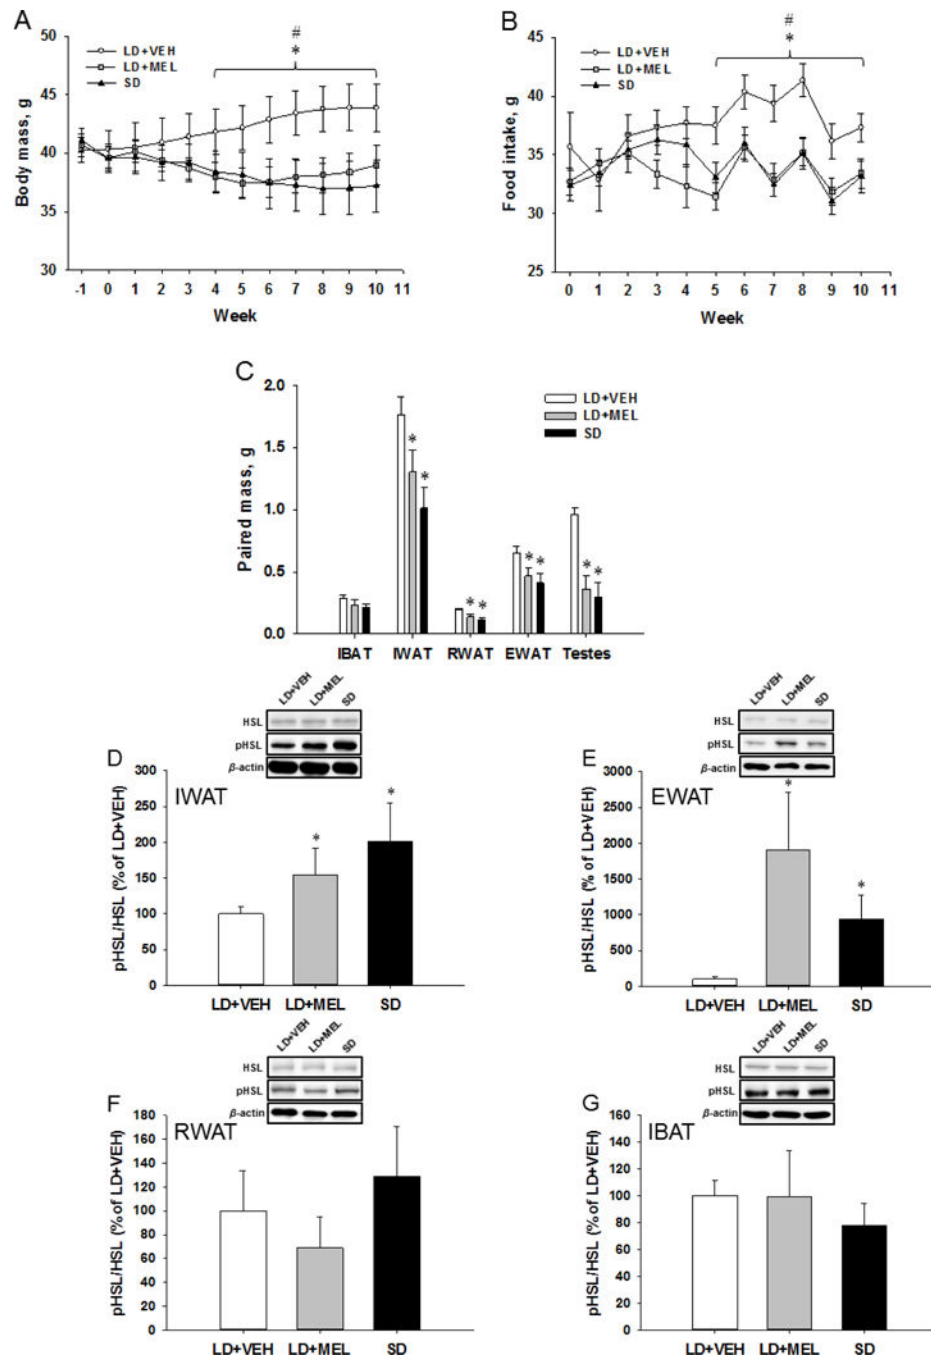 A
50
45
40
35
30
Body mass, g
LD+VEH
LD+MEL
SD
#
*
-1 0 1 2 3 4 5 6 7 8 9 10 11
Week
B
45
40
35
30
25
Food intake, g
LD+VEH
LD+MEL
SD
#
*
0 1 2 3 4 5 6 7 8 9 10 11
Week
C
2.0
1.5
1.0
0.5
0.0
Paired mass, g
LD+VEH
LD+MEL
SD
* * * * * * * *
IBAT IWAT RWAT EWAT Testes
D
LD+VEH LD+MEL SD
HSL
pHSL
β-actin
IWAT
300
250
200
150
100
50
0
pHSL/HSL (% of LD+VEH)
* *
LD+VEH LD+MEL SD
E
LD+VEH LD+MEL SD
HSL
pHSL
β-actin
EWAT
3000
2500
2000
1500
1000
500
0
pHSL/HSL (% of LD+VEH)
* *
LD+VEH LD+MEL SD
F
LD+VEH LD+MEL SD
HSL
pHSL
β-actin
RWAT
180
160
140
120
100
80
60
40
20
0
pHSL/HSL (% of LD+VEH)
LD+VEH LD+MEL SD
G
LD+VEH LD+MEL SD
HSL
pHSL
β-actin
IBAT
160
140
120
100
80
60
40
20
0
pHSL/HSL (% of LD+VEH)
LD+VEH LD+MEL SD